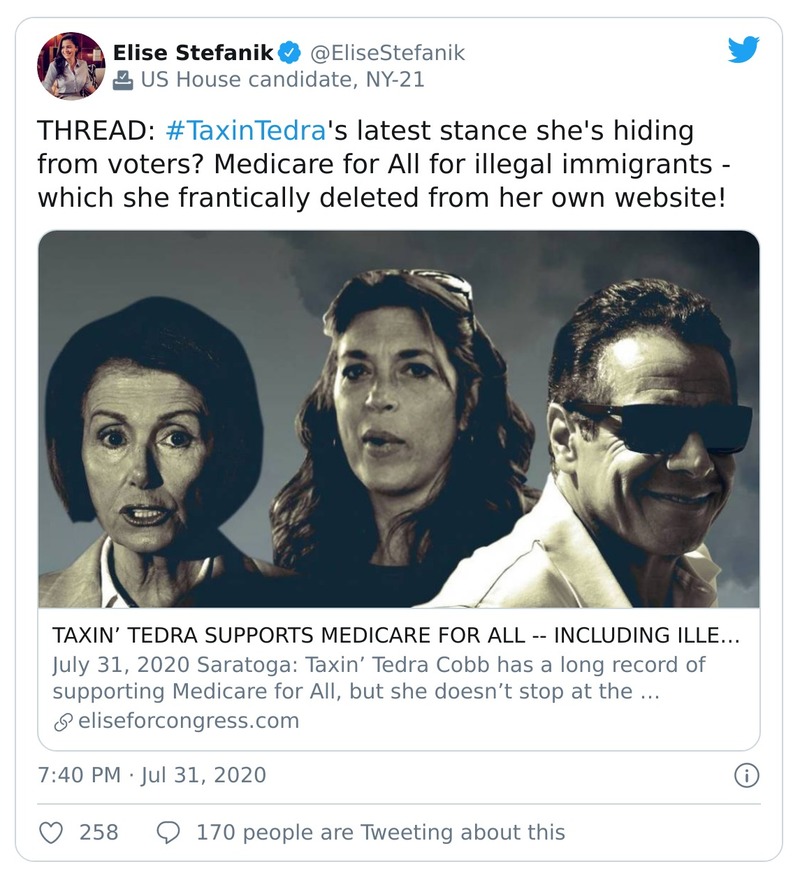 Elise Stefanik @EliseStefanik
US House candidate, NY-21
THREAD: #TaxinTedra's latest stance she's hiding
from voters? Medicare for All for illegal immigrants -
which she frantically deleted from her own website!
TAXIN’ TEDRA SUPPORTS MEDICARE FOR ALL -- INCLUDING ILLE…
July 31, 2020 Saratoga: Taxin’ Tedra Cobb has a long record of
supporting Medicare for All, but she doesn’t stop at the …
eliseforcongress.com
7:40 PM · Jul 31, 2020
258 170 people are Tweeting about this